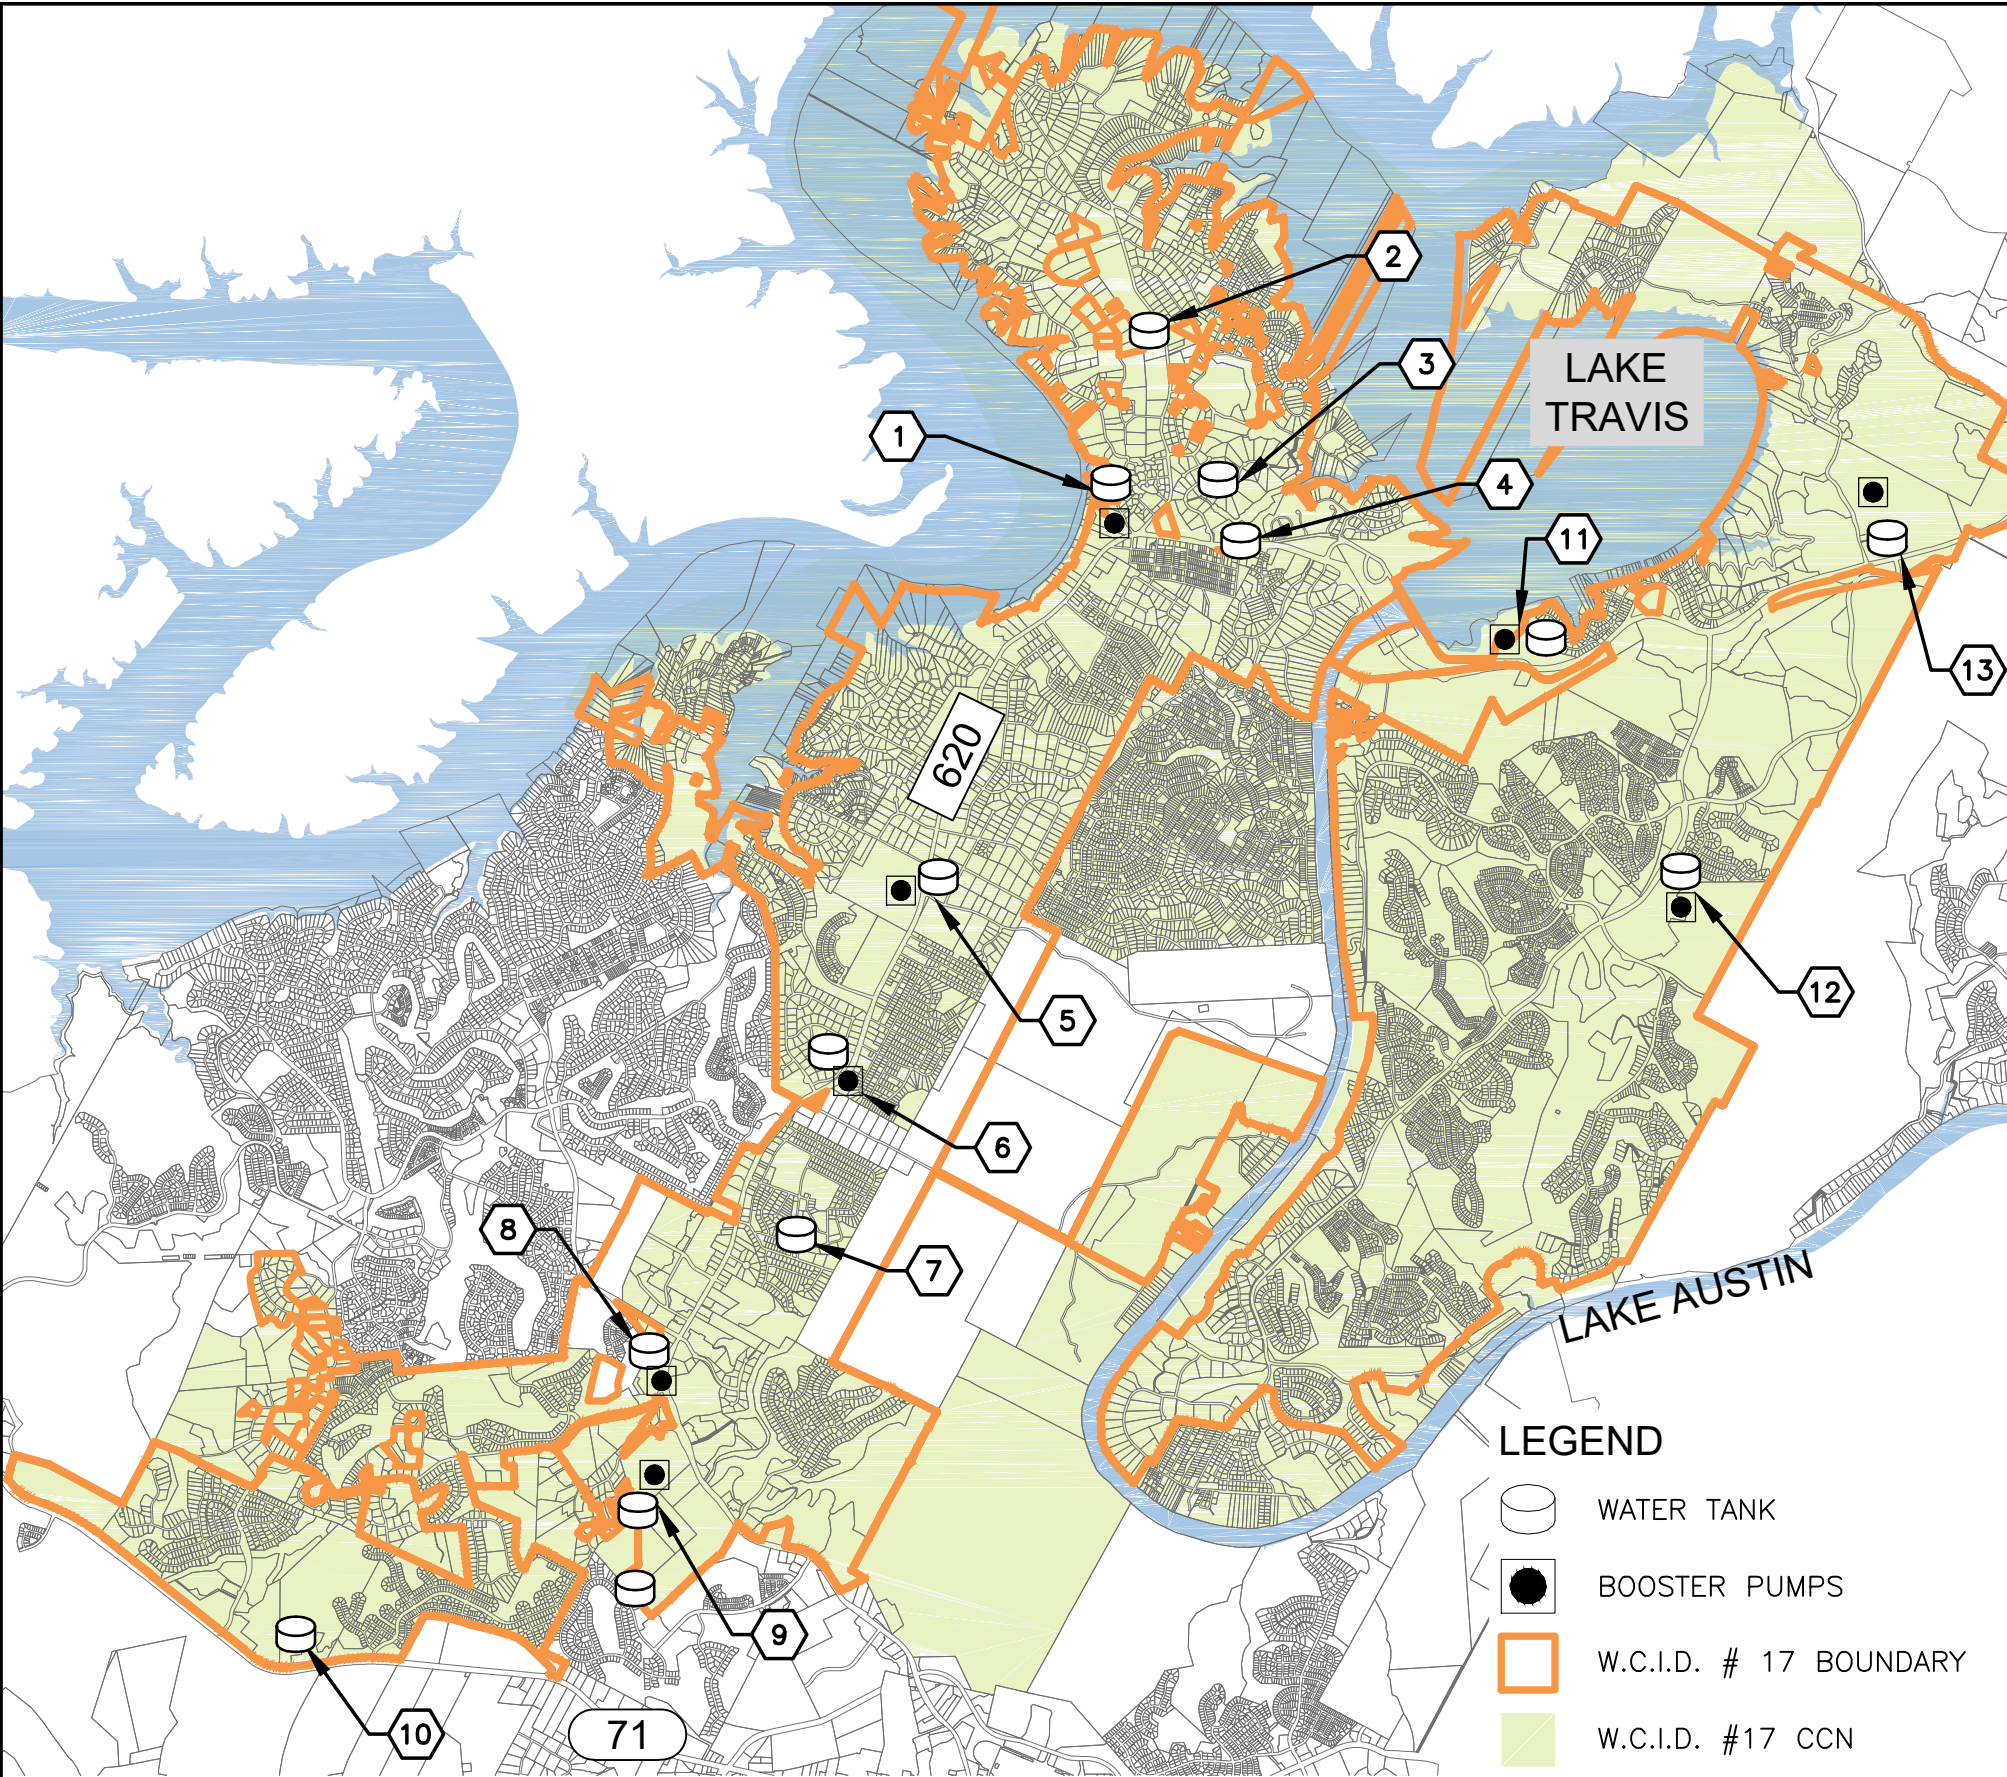 2
3
LAKE
TRAVIS
1
4
11
13
620
12
5
6
8
7
LAKE AUSTIN
9
10
71
LEGEND
WATER TANK
BOOSTER PUMPS
W.C.I.D. # 17 BOUNDARY
W.C.I.D. #17 CCN